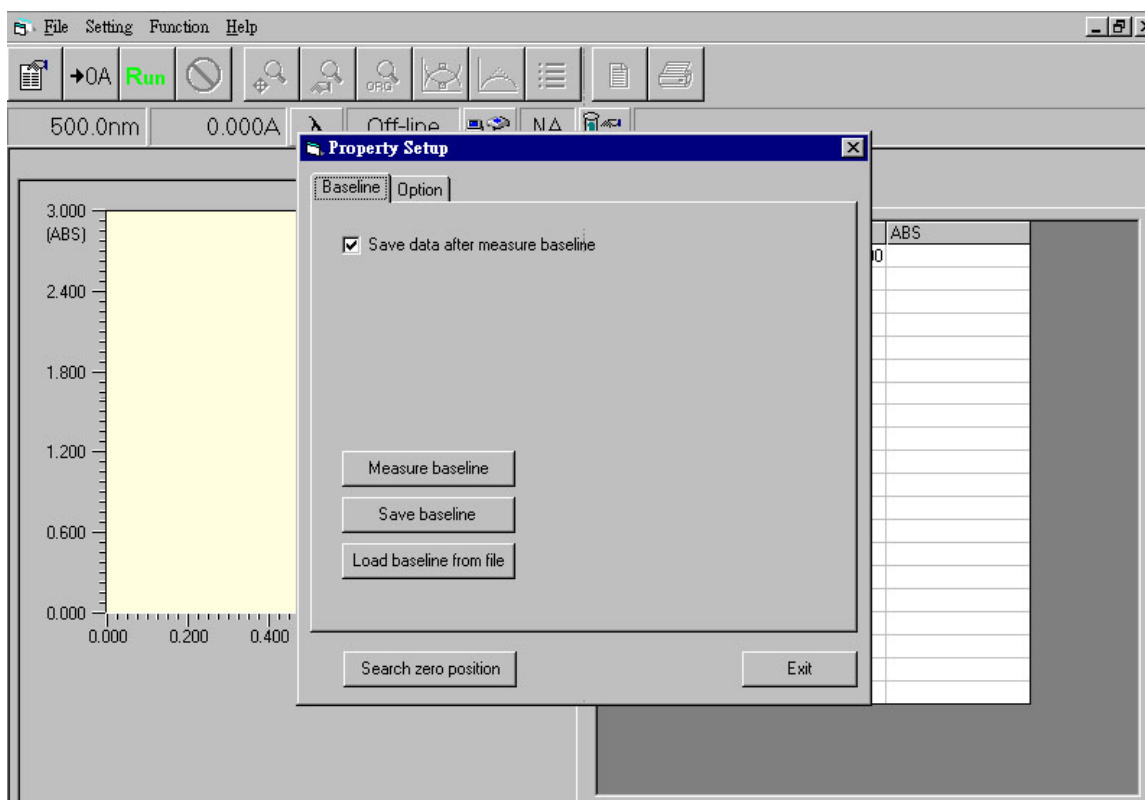 File Setting Function Help
→0A Run ORG
500.0nm 0.000A λ Off-line NA
Property Setup
Baseline Option
Save data after measure baseline
Measure baseline
Save baseline
Load baseline from file
Search zero position Exit
3.000
(ABS)
2.400
1.800
1.200
0.600
0.000
0.000 0.200 0.400
ABS